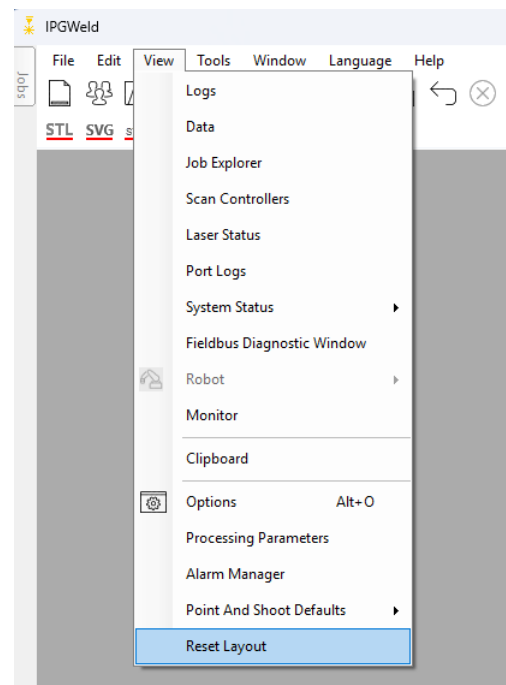 IPGWeld
File Edit View Tools Window Language Help
Jobs
STL SVG
Logs
Data
Job Explorer
Scan Controllers
Laser Status
Port Logs
System Status
Fieldbus Diagnostic Window
Robot
Monitor
Clipboard
Options Alt+O
Processing Parameters
Alarm Manager
Point And Shoot Defaults
Reset Layout